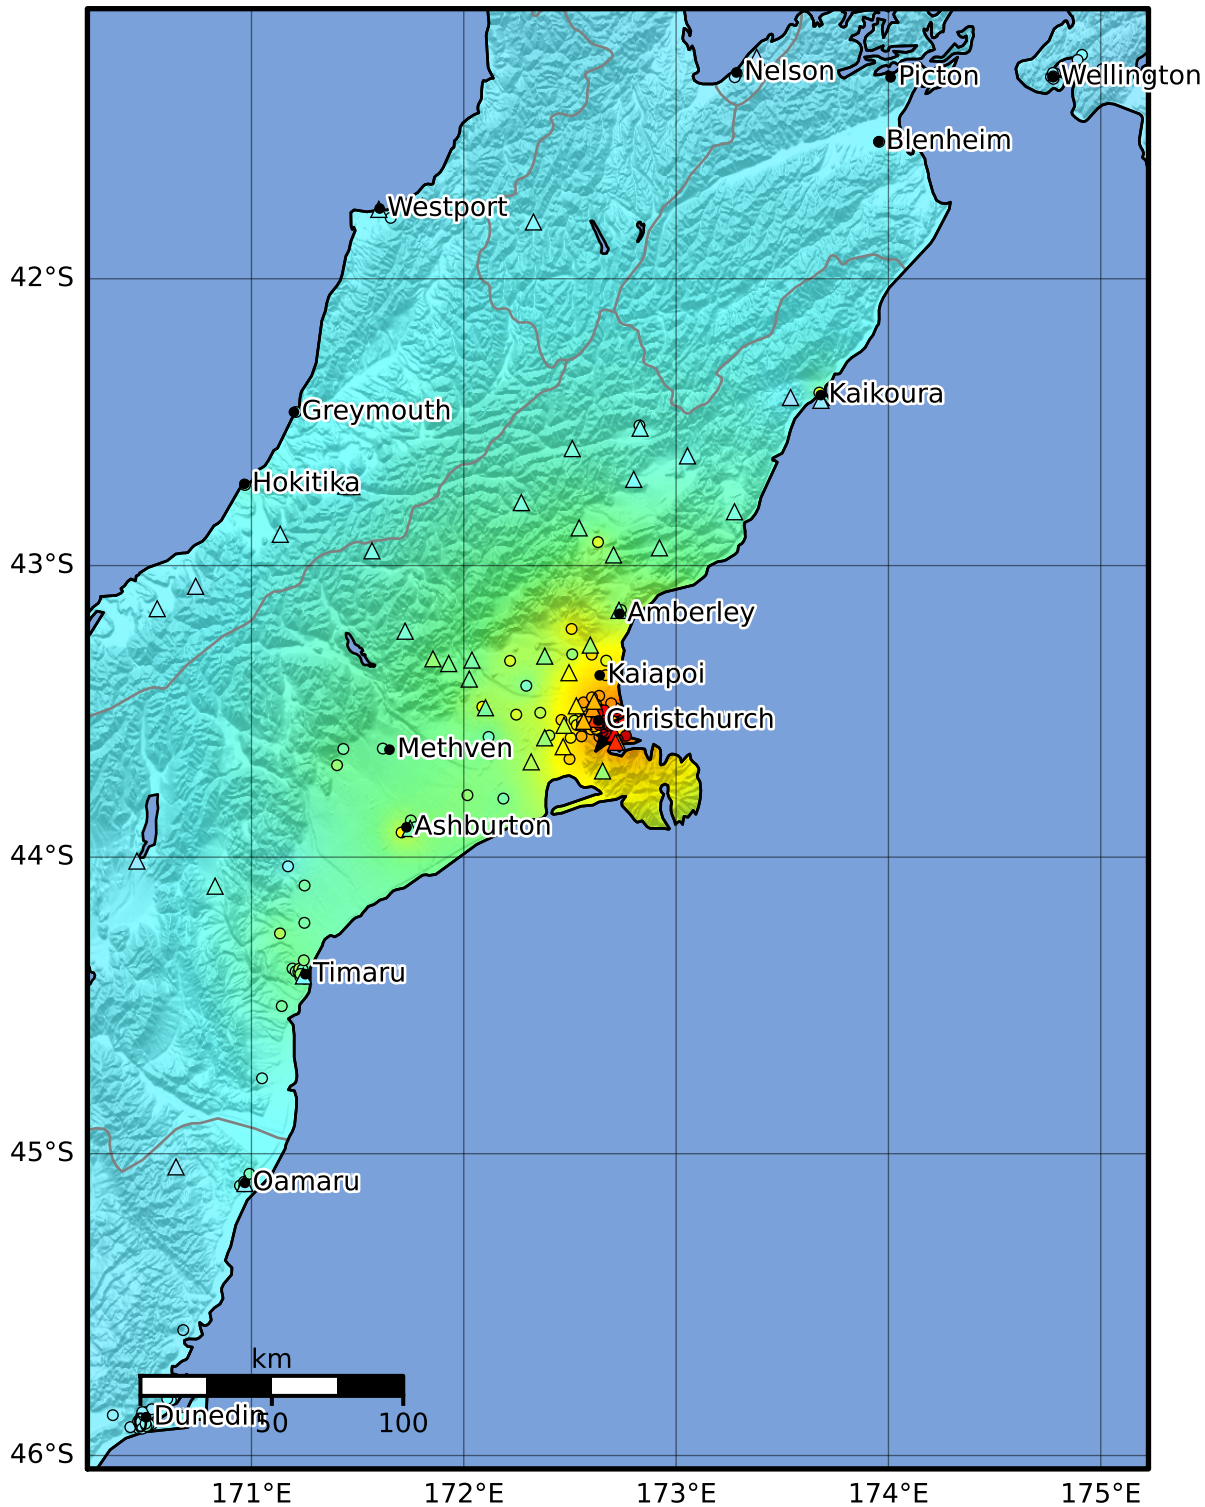 Nelson
Picton
Wellington
Blenheim
Westport
42°S
Kaikoura
Greymouth
Hokitika
43°S
Amberley
Kaiapoi
Christchurch
Methven
Ashburton
44°S
Timaru
45°S
Oamaru
km
Dunedin
50
100
46°S
171°E
172°E
173°E
174°E
175°E